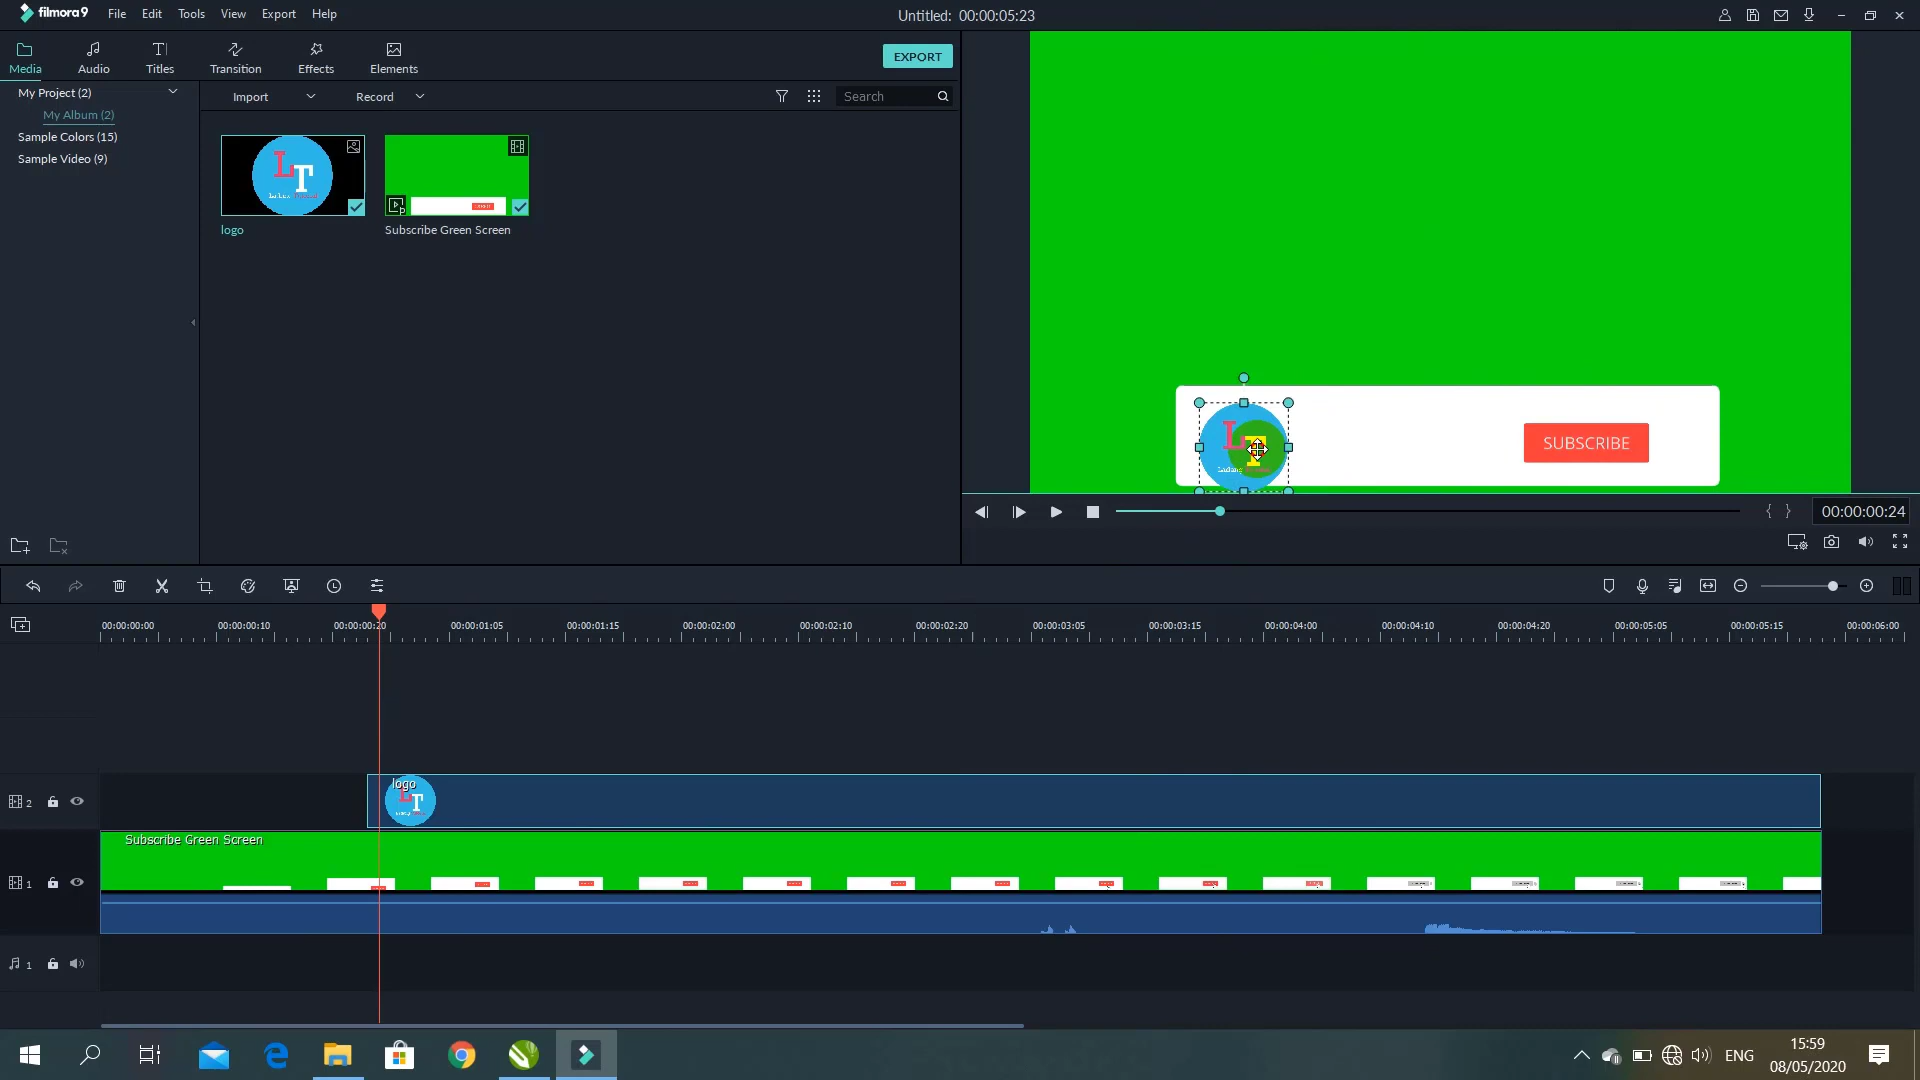 filmora9 File Edit Tools View Export Help Untitled: 00:00:05:23
Media Audio Titles Transition Effects Elements EXPORT
My Project (2) Import Record Search
My Album (2)
Sample Colors (15)
Sample Video (9)
LT
logo Subscribe Green Screen
LT
SUBSCRIBE
{ } 00:00:00:24
00:00:00:00 00:00:00:10 00:00:00:20 00:00:01:05 00:00:01:15 00:00:02:00 00:00:02:10 00:00:02:20 00:00:03:05 00:00:03:15 00:00:04:00 00:00:04:10 00:00:04:20 00:00:05:05 00:00:05:15 00:00:06:00
2 logo
LT
Subscribe Green Screen
1
1
ENG 15:59
08/05/2020